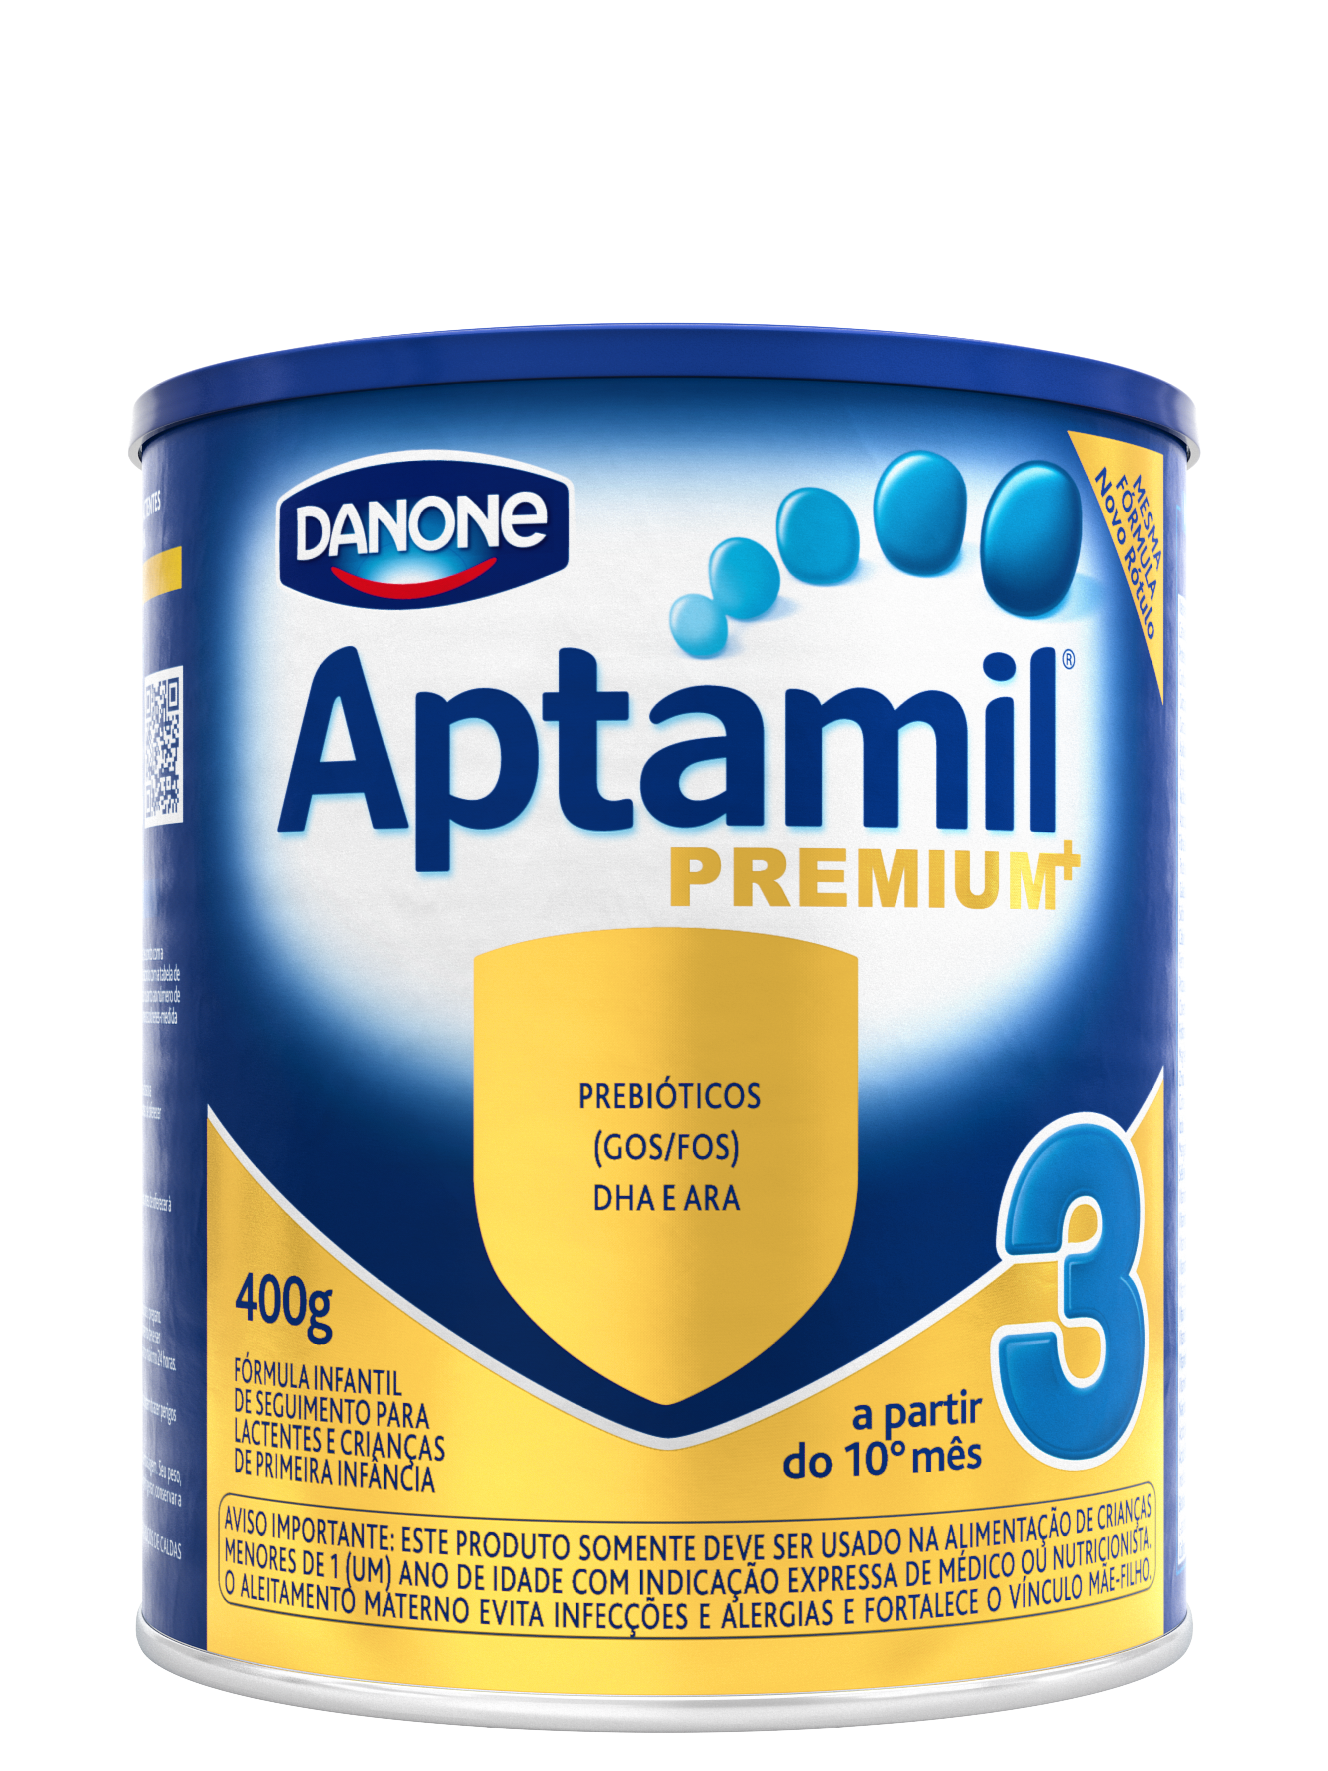 DANONE
MESMA
FÓRMULA
Novo Rótulo
Aptamil®
PREMIUM+
PREBIÓTICOS
(GOS/FOS)
DHA E ARA
3
400g
FÓRMULA INFANTIL
DE SEGUIMENTO PARA
LACTENTES E CRIANÇAS
DE PRIMEIRA INFÂNCIA
a partir
do 10º mês
AVISO IMPORTANTE: ESTE PRODUTO SOMENTE DEVE SER USADO NA ALIMENTAÇÃO DE CRIANÇAS
MENORES DE 1 (UM) ANO DE IDADE COM INDICAÇÃO EXPRESSA DE MÉDICO OU NUTRICIONISTA.
O ALEITAMENTO MATERNO EVITA INFECÇÕES E ALERGIAS E FORTALECE O VÍNCULO MÃE-FILHO.